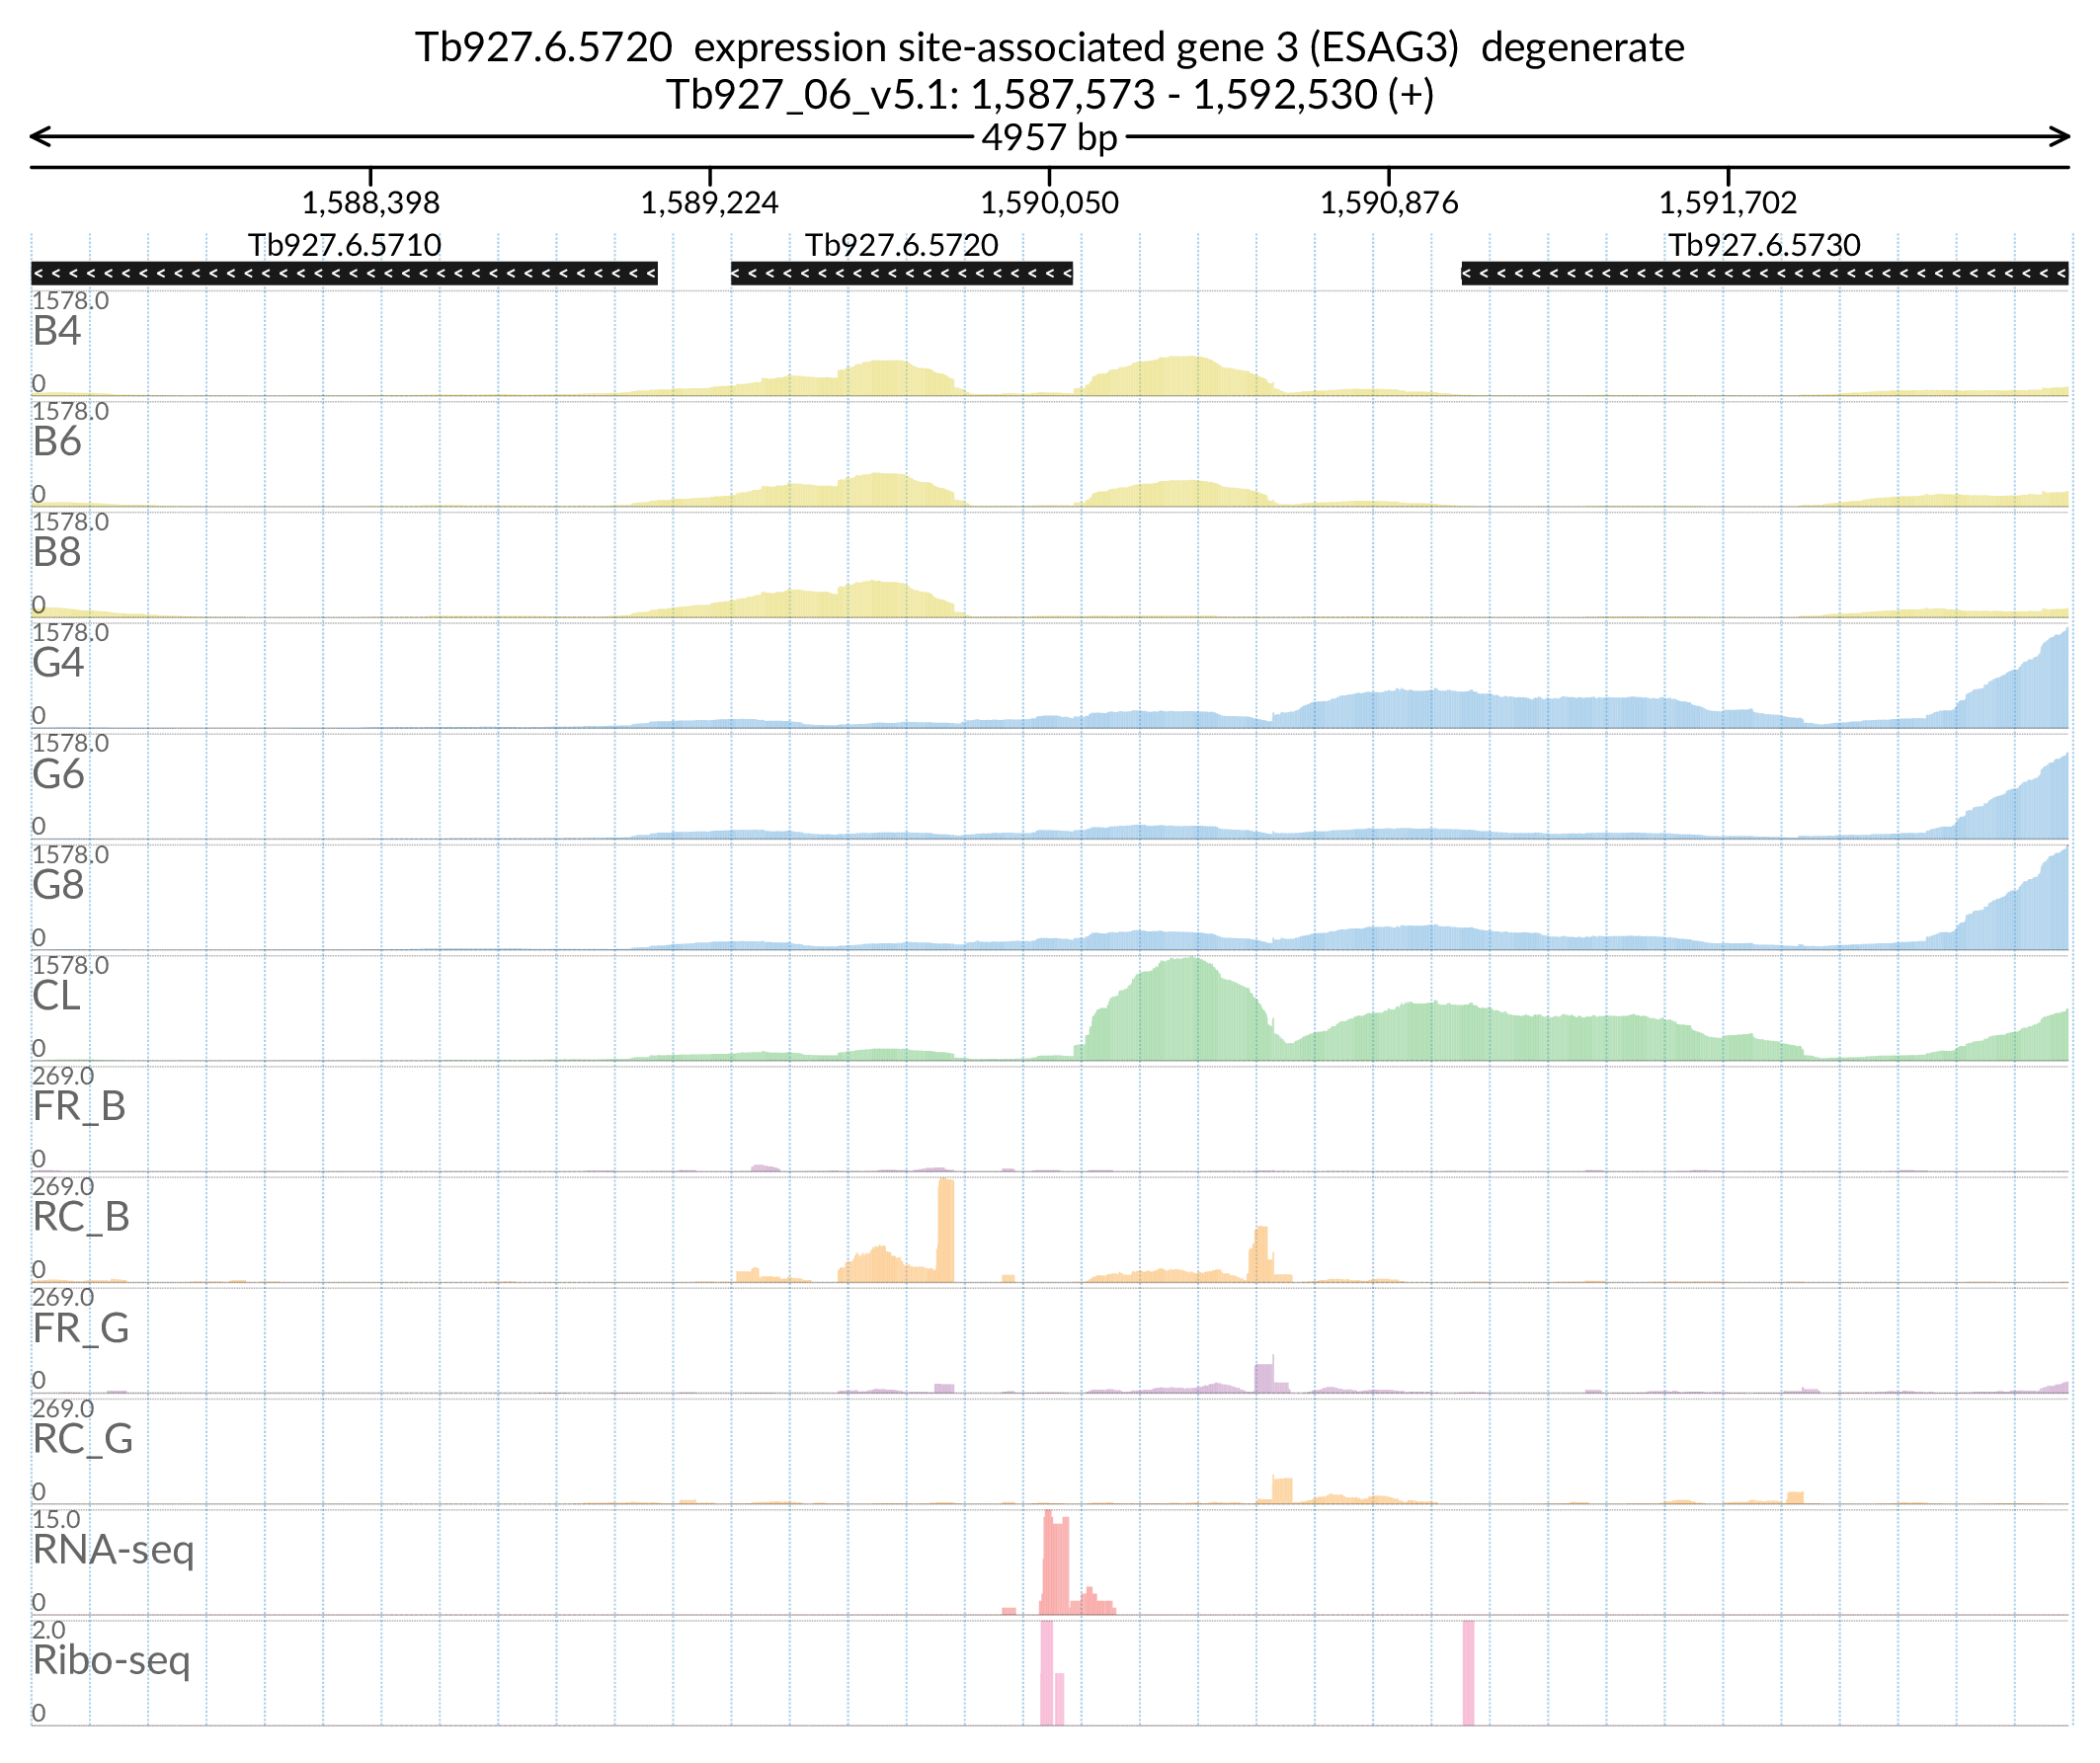 Tb927.6.5720 expression site-associated gene 3 (ESAG3) degenerate
Tb927_06_v5.1: 1,587,573 - 1,592,530 (+)
4957 bp
1,588,398 1,589,224 1,590,050 1,590,876 1,591,702
Tb927.6.5710 Tb927.6.5720 Tb927.6.5730
1578.0
B4
0
1578.0
B6
0
1578.0
B8
0
1578.0
G4
0
1578.0
G6
0
1578.0
G8
0
1578.0
CL
0
269.0
FR_B
0
269.0
RC_B
0
269.0
FR_G
0
269.0
RC_G
0
15.0
RNA-seq
0
2.0
Ribo-seq
0